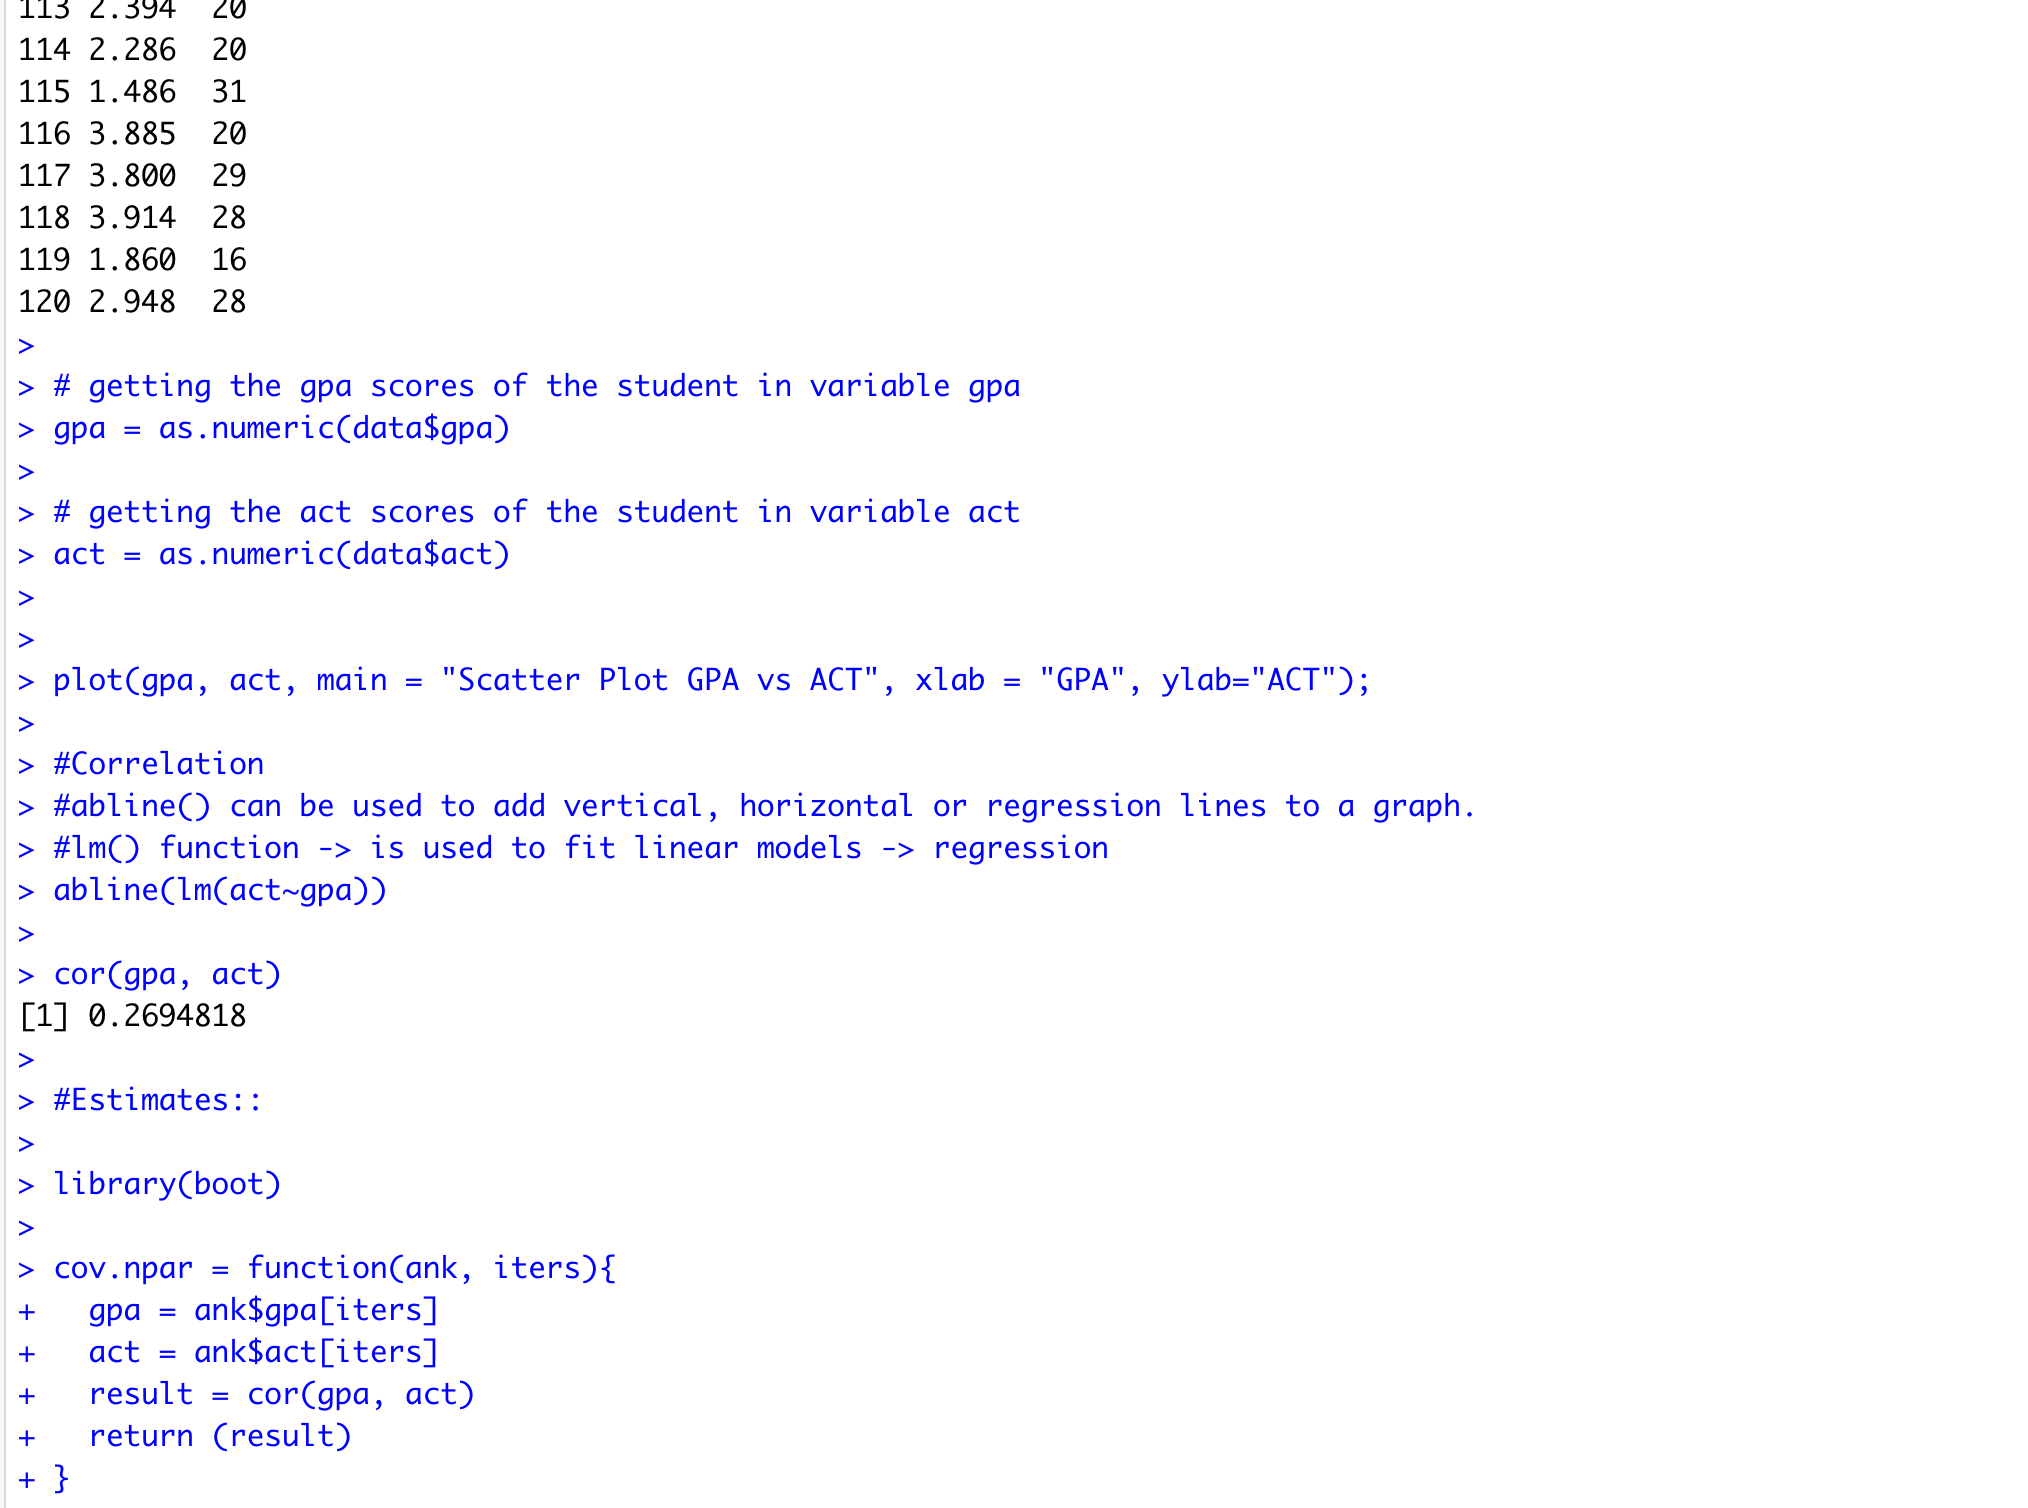 113 2.394  20
114 2.286  20
115 1.486  31
116 3.885  20
117 3.800  29
118 3.914  28
119 1.860  16
120 2.948  28
>
> # getting the gpa scores of the student in variable gpa
> gpa = as.numeric(data$gpa)
>
> # getting the act scores of the student in variable act
> act = as.numeric(data$act)
>
>
> plot(gpa, act, main = "Scatter Plot GPA vs ACT", xlab = "GPA", ylab="ACT");
>
> #Correlation
> #abline() can be used to add vertical, horizontal or regression lines to a graph.
> #lm() function -> is used to fit linear models -> regression
> abline(lm(act~gpa))
>
> cor(gpa, act)
[1] 0.2694818
>
> #Estimates::
>
> library(boot)
>
> cov.npar = function(ank, iters){
+   gpa = ank$gpa[iters]
+   act = ank$act[iters]
+   result = cor(gpa, act)
+   return (result)
+ }